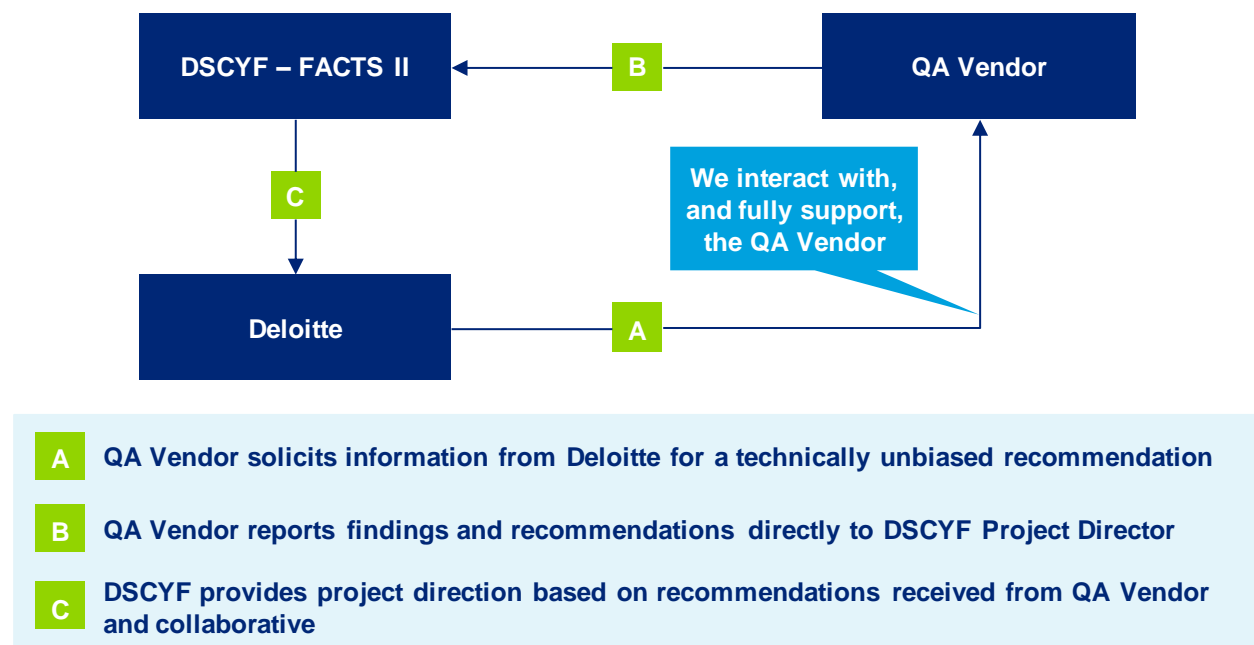 DSCYF – FACTS II
B
QA Vendor
C
We interact with,
and fully support,
the QA Vendor
Deloitte
A
A QA Vendor solicits information from Deloitte for a technically unbiased recommendation
B QA Vendor reports findings and recommendations directly to DSCYF Project Director
C DSCYF provides project direction based on recommendations received from QA Vendor
and collaborative